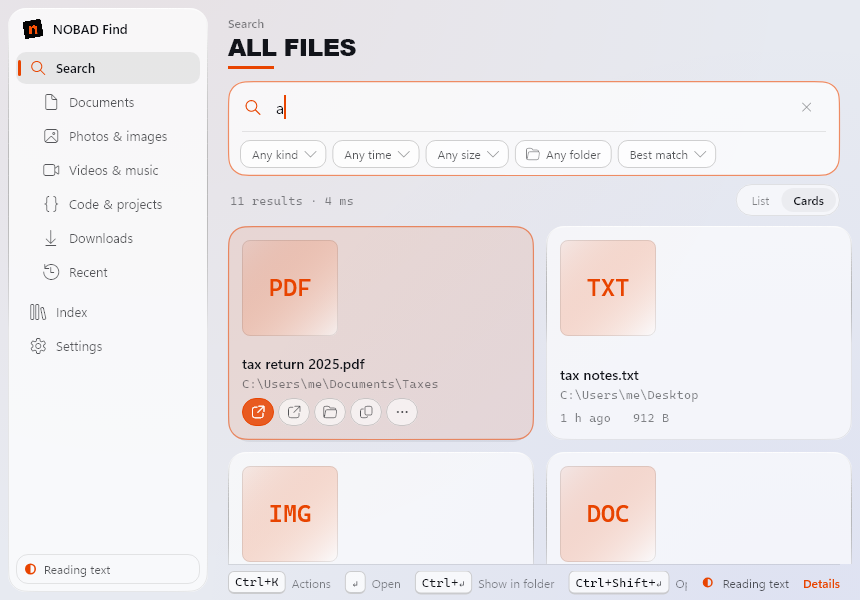 n NOBAD Find
Search
Documents
Photos & images
Videos & music
Code & projects
Downloads
Recent
Index
Settings
Reading text
Search
ALL FILES
a
Any kind
Any time
Any size
Any folder
Best match
11 results · 4 ms
List
Cards
PDF
tax return 2025.pdf
C:\Users\me\Documents\Taxes
TXT
tax notes.txt
C:\Users\me\Desktop
1 h ago 912 B
IMG
DOC
Ctrl+K Actions ↵ Open Ctrl+↵ Show in folder Ctrl+Shift+↵ Reading text Details